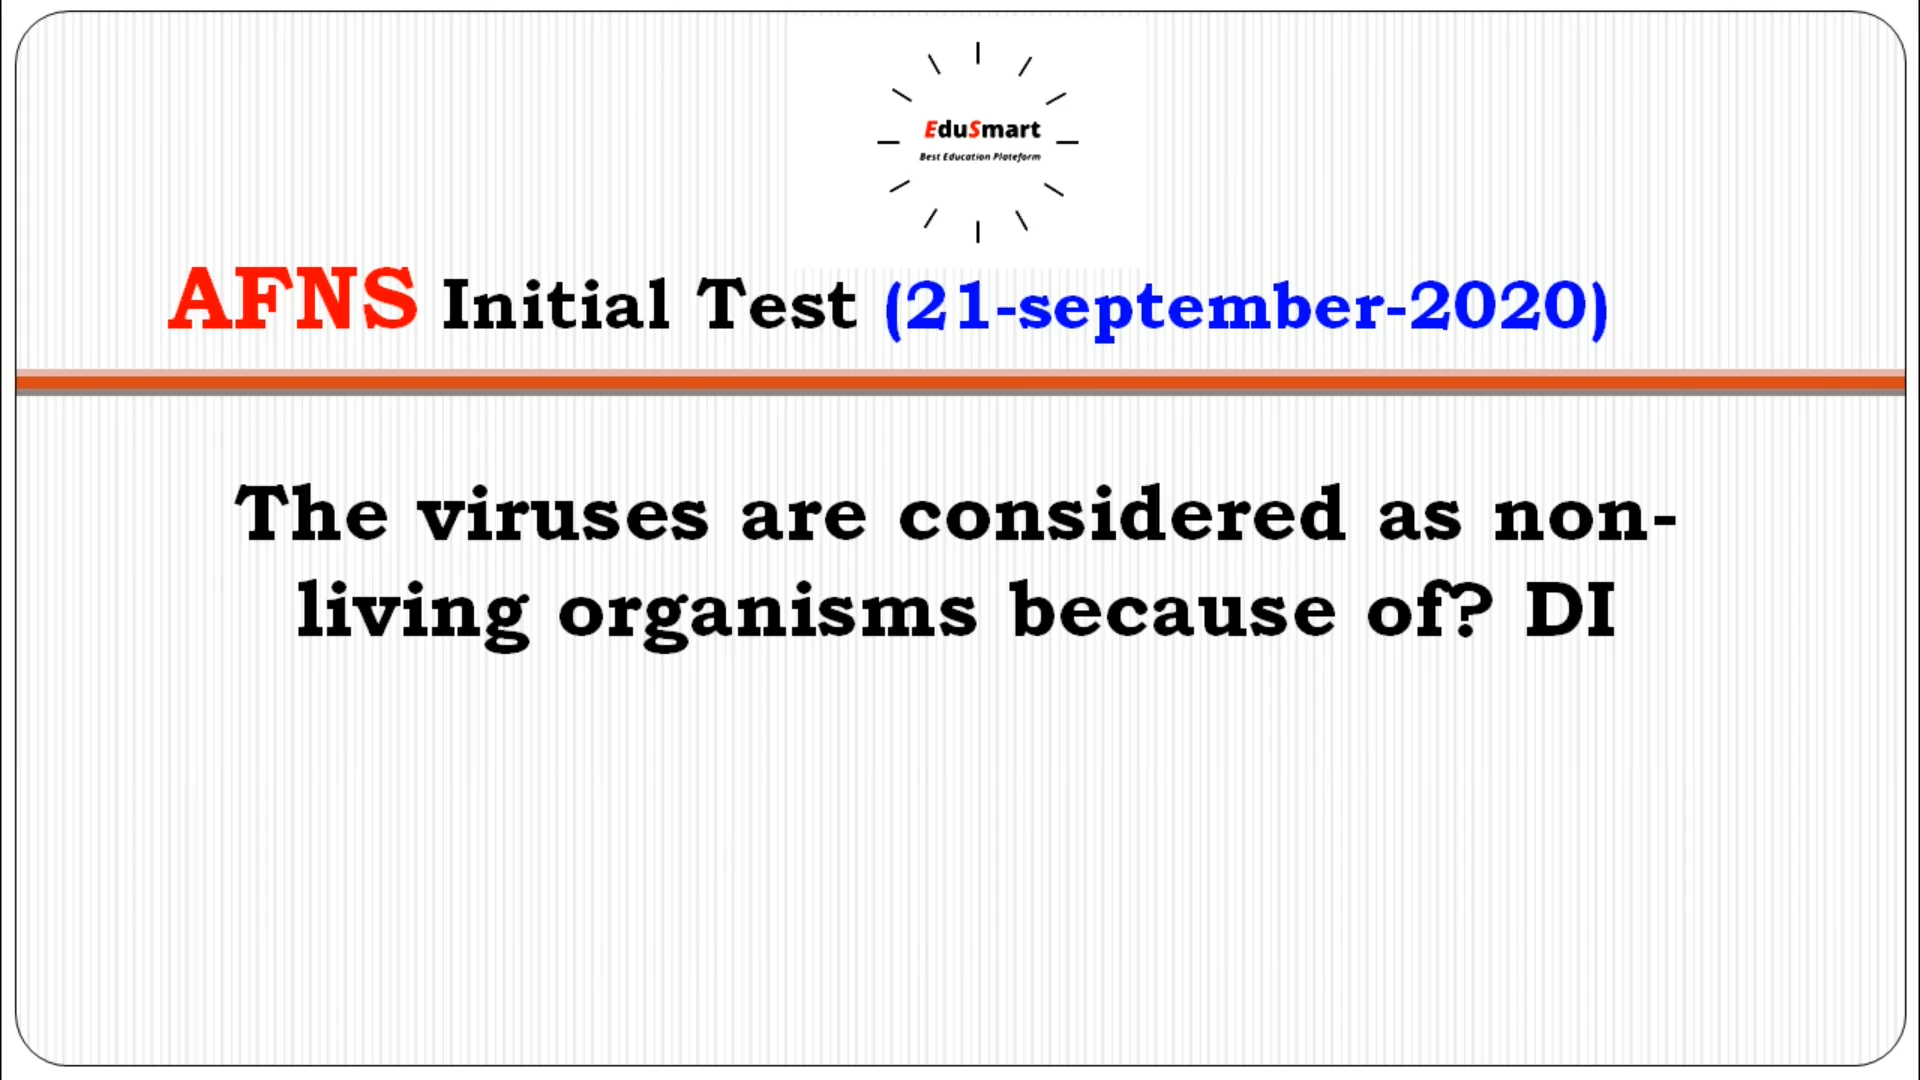 EduSmart
Best Education Plateform
AFNS Initial Test (21-september-2020)
The viruses are considered as non-
living organisms because of? DI